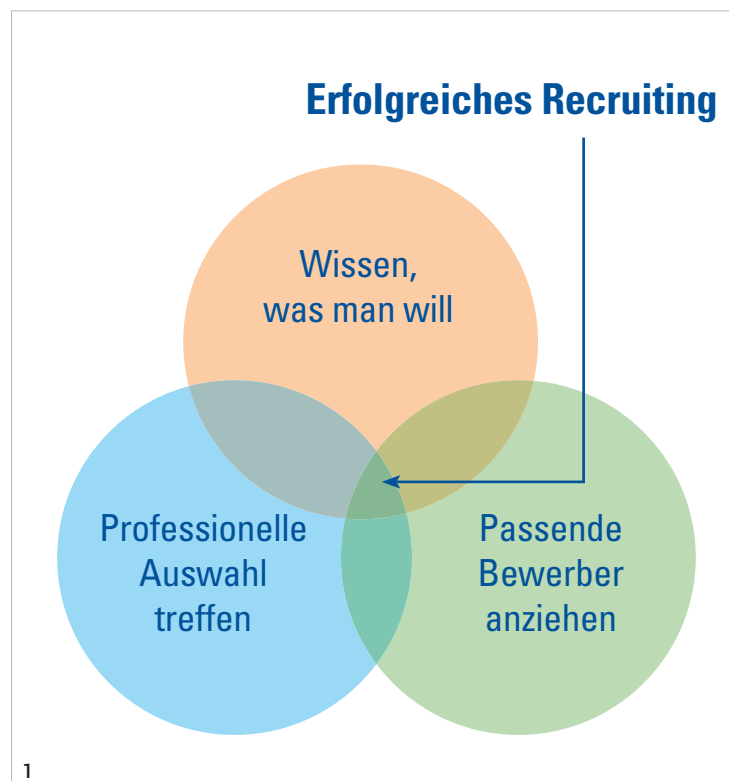 Erfolgreiches Recruiting
Wissen,
was man will
Professionelle
Auswahl
treffen
Passende
Bewerber
anziehen
1